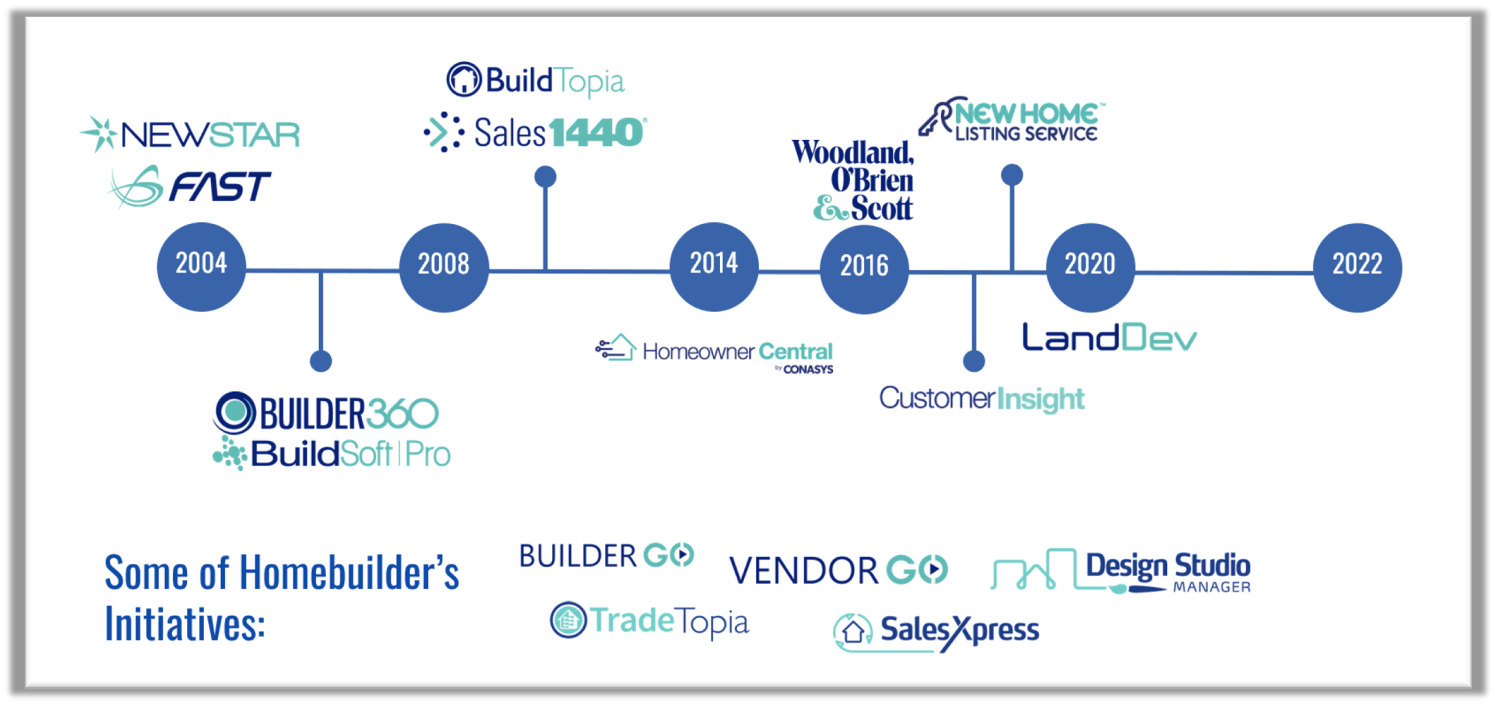 BuildTopia
Sales1440®
NEWSTAR
FAST
NEW HOME™
LISTING SERVICE
Woodland,
O'Brien
& Scott
2004
2008
2014
2016
2020
2022
Homeowner Central
by CONASYS
LandDev
CustomerInsight
BUILDER360
BuildSoft|Pro
Some of Homebuilder's
Initiatives:
BUILDER GO
VENDOR GO
Design Studio
MANAGER
TradeTopia
SalesXpress